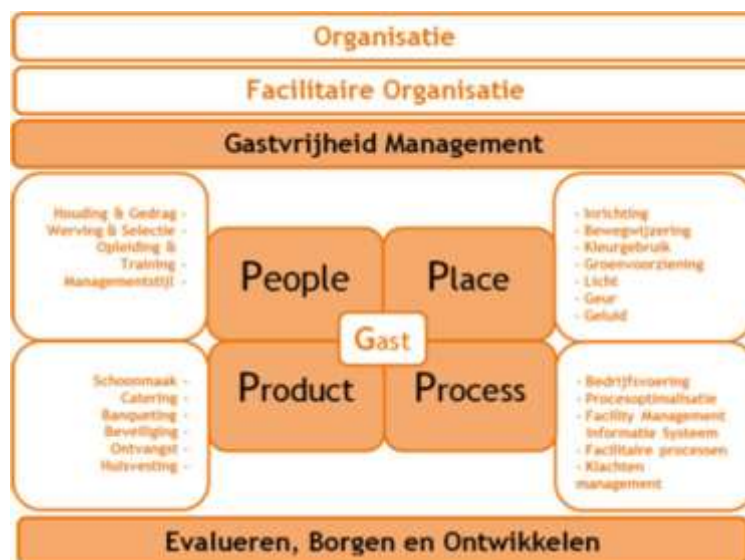 Organisatie
Facilitaire Organisatie
Gastvrijheid Management
Houding & Gedrag -
Werving & Selectie -
Opleiding &
Training -
Managementstijl -
People
Place
- Inrichting
- Bewegwijzering
- Kleurgebruik
- Groenvoorziening
- Licht
- Geur
- Geluid
Gast
Schoonmaak -
Catering -
Banqueting -
Beveiliging -
Ontvangst -
Huisvesting -
Product
Process
- Bedrijfsvoering
- Procesoptimalisatie
- Facility Management
Informatie Systeem
- Facilitaire processen
- Klachten
management
Evalueren, Borgen en Ontwikkelen